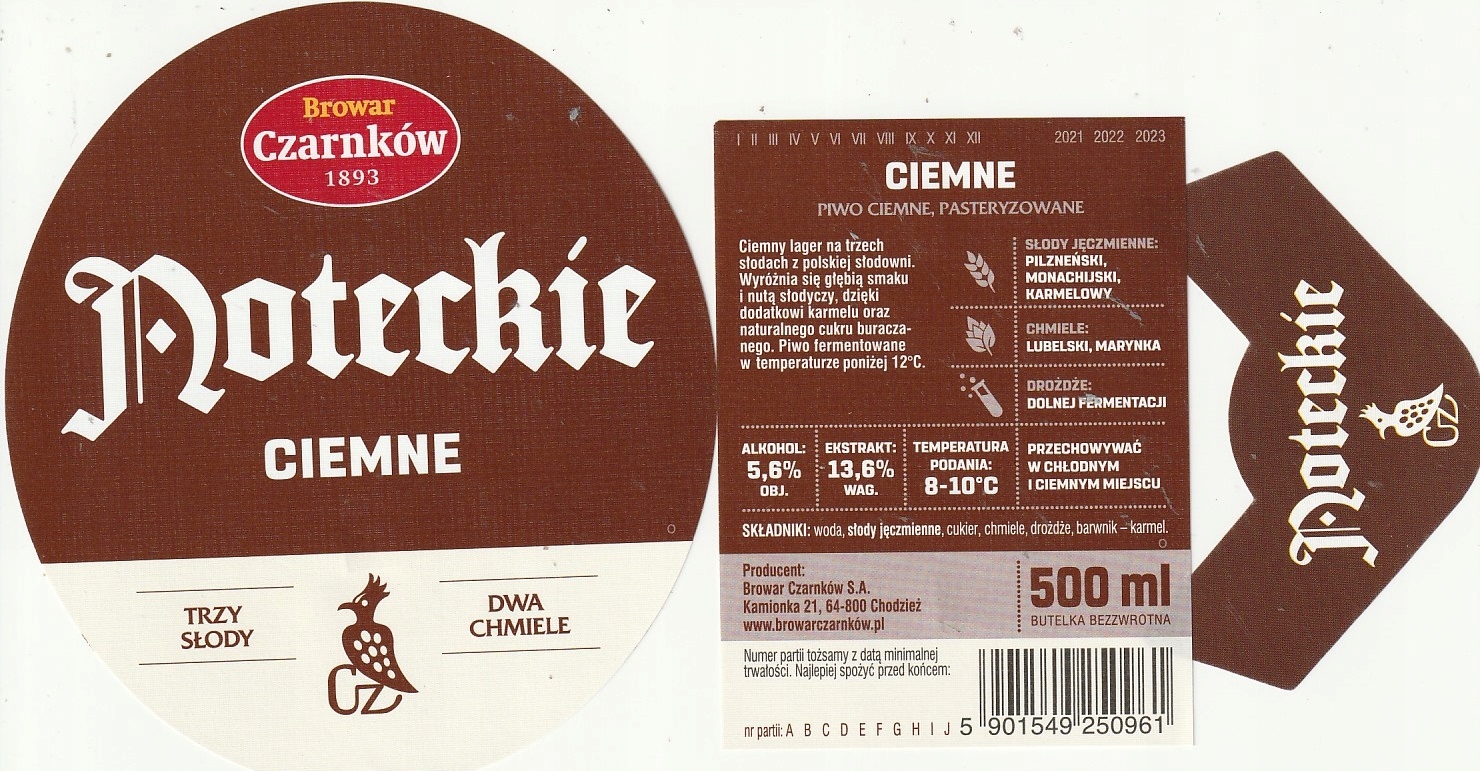 Browar
Czarnków
1893
Noteckie
CIEMNE
TRZY
SŁODY
DWA
CHMIELE
CZ
I II III IV V VI VII VIII IX X XI XII 2021 2022 2023
CIEMNE
PIWO CIEMNE, PASTERYZOWANE
Ciemny lager na trzech
słodach z polskiej słodowni.
Wyróżnia się głębią smaku
i nutą słodyczy, dzięki
dodatkowi karmelu oraz
naturalnego cukru buracza-
nego. Piwo fermentowane
w temperaturze poniżej 12°C.
SŁODY JĘCZMIENNE:
PILZNEŃSKI,
MONACHIJSKI,
KARMELOWY
CHMIELE:
LUBELSKI, MARYNKA
DROŻDŻE:
DOLNEJ FERMENTACJI
ALKOHOL:
5,6%
OBJ.
EKSTRAKT:
13,6%
WAG.
TEMPERATURA
PODANIA:
8-10°C
PRZECHOWYWAĆ
W CHŁODNYM
I CIEMNYM MIEJSCU
SKŁADNIKI: woda, słody jęczmienne, cukier, chmiele, drożdże, barwnik – karmel.
Producent:
Browar Czarnków S.A.
Kamionka 21, 64-800 Chodzież
www.browarczarnków.pl
500 ml
BUTELKA BEZZWROTNA
Numer partii tożsamy z datą minimalnej
trwałości. Najlepiej spożyć przed końcem:
nr partii: A B C D E F G H I J
5 901549 250961
Noteckie
CZ